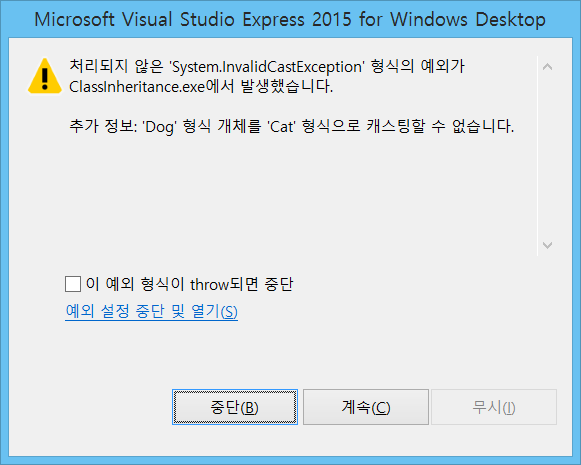 Microsoft Visual Studio Express 2015 for Windows Desktop
처리되지 않은 'System.InvalidCastException' 형식의 예외가
ClassInheritance.exe에서 발생했습니다.
추가 정보: 'Dog' 형식 개체를 'Cat' 형식으로 캐스팅할 수 없습니다.
이 예외 형식이 throw되면 중단
예외 설정 중단 및 열기(S)
중단(B) 계속(C) 무시(I)